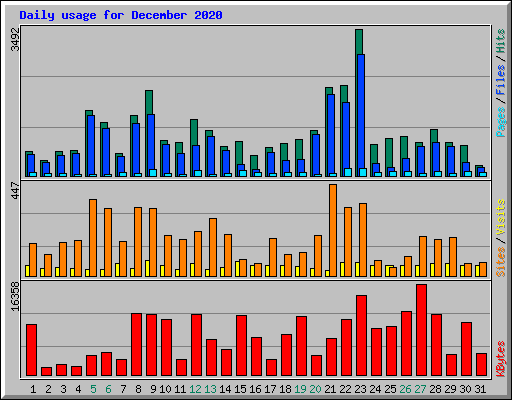 Daily usage for December 2020
3492
Pages / Files / Hits
447
Sites / Visits
16358
KBytes
1 2 3 4 5 6 7 8 9 10 11 12 13 14 15 16 17 18 19 20 21 22 23 24 25 26 27 28 29 30 31